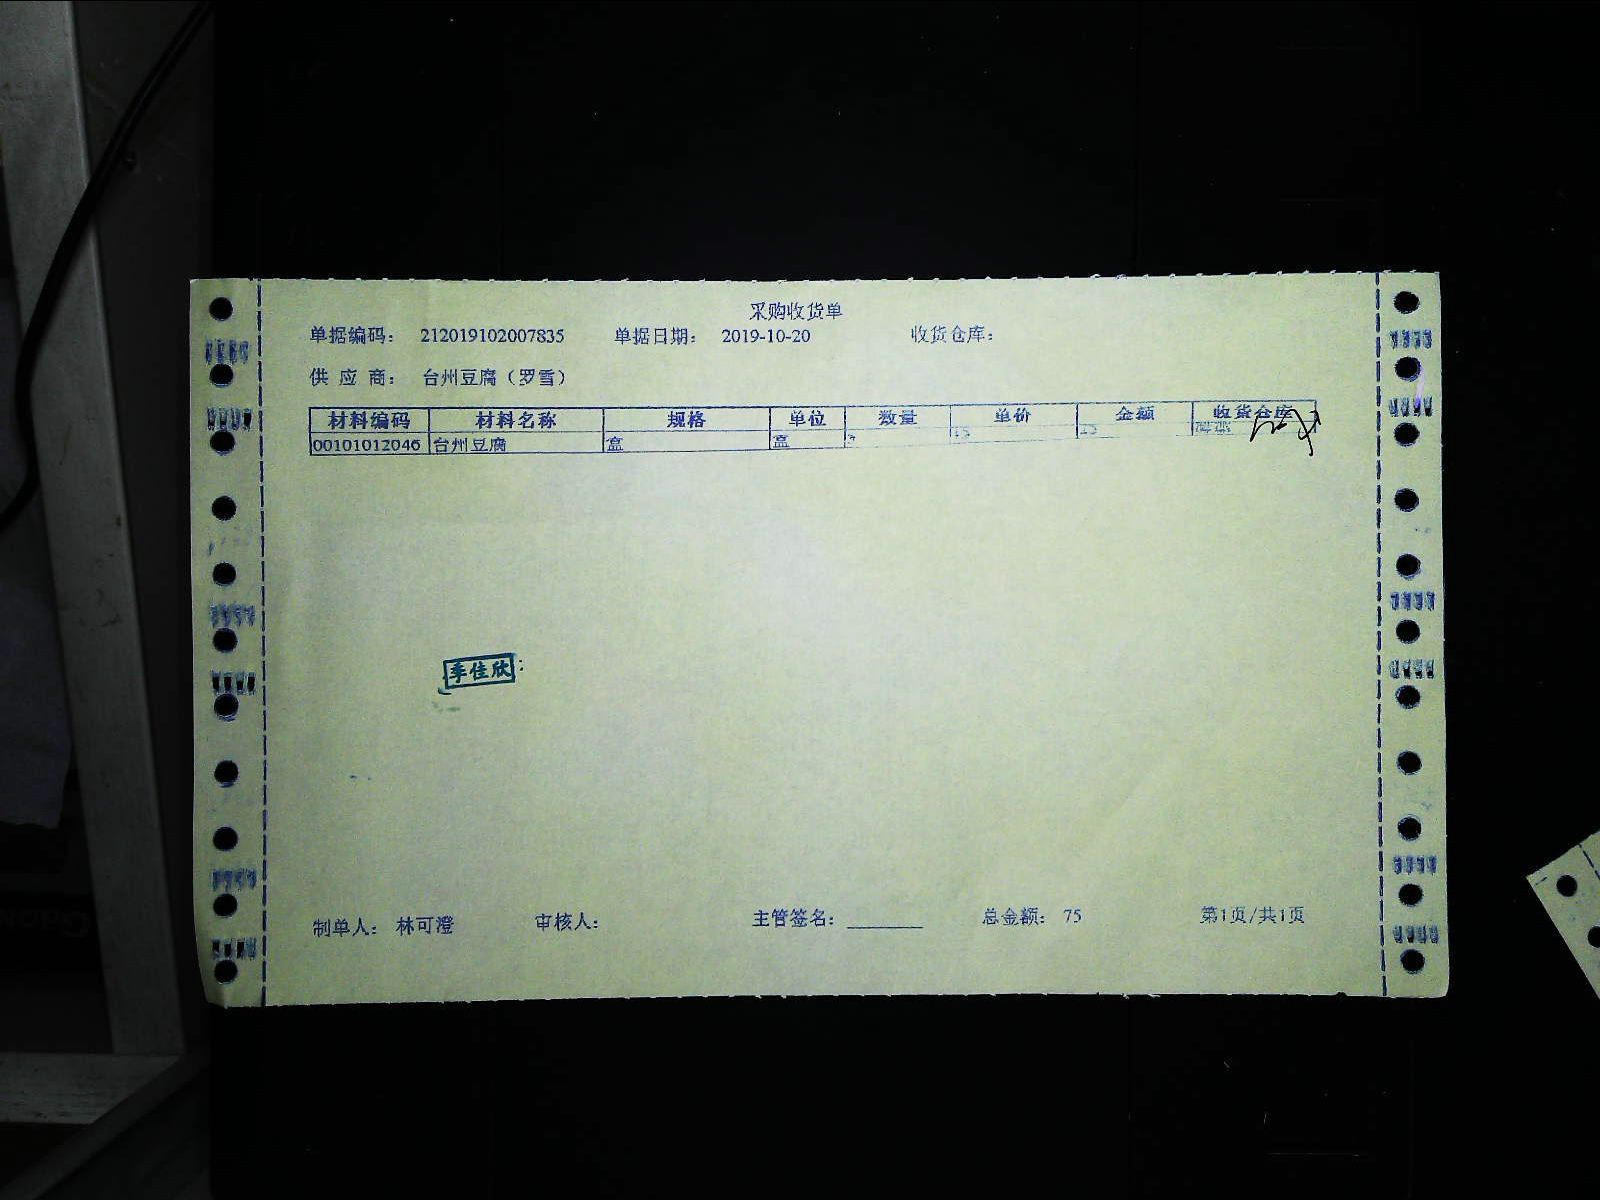 采购收货单
单据编码： 212019102007835 单据日期： 2019-10-20 收货仓库：
供 应 商： 台州豆腐（罗雪）
材料编码 材料名称 规格 单位 数量 单价 金额 收货仓库
00101012046 台州豆腐 盒 盒
季佳欣
制单人： 林可澄 审核人： 主管签名： 总金额： 75 第1页/共1页